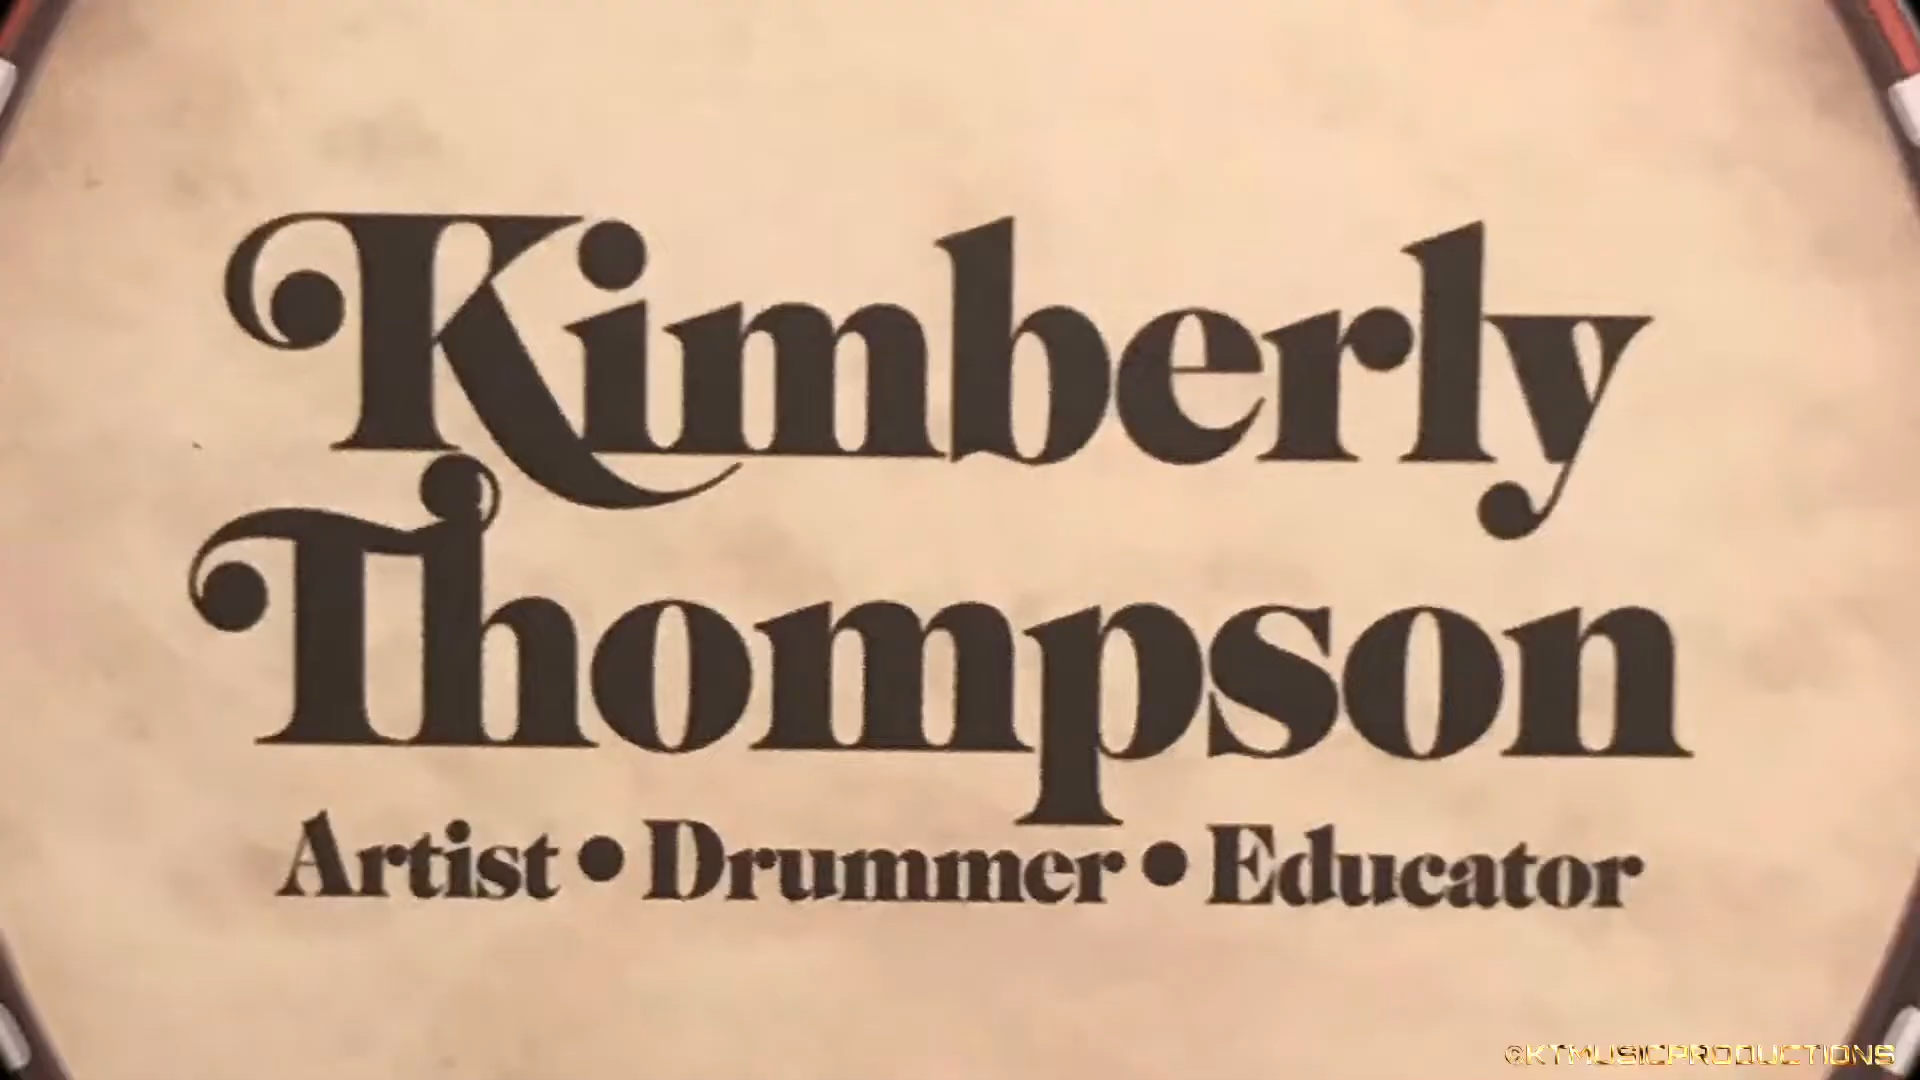 Kimberly
Thompson
Artist • Drummer • Educator
©KTMUSICPRODUCTIONS